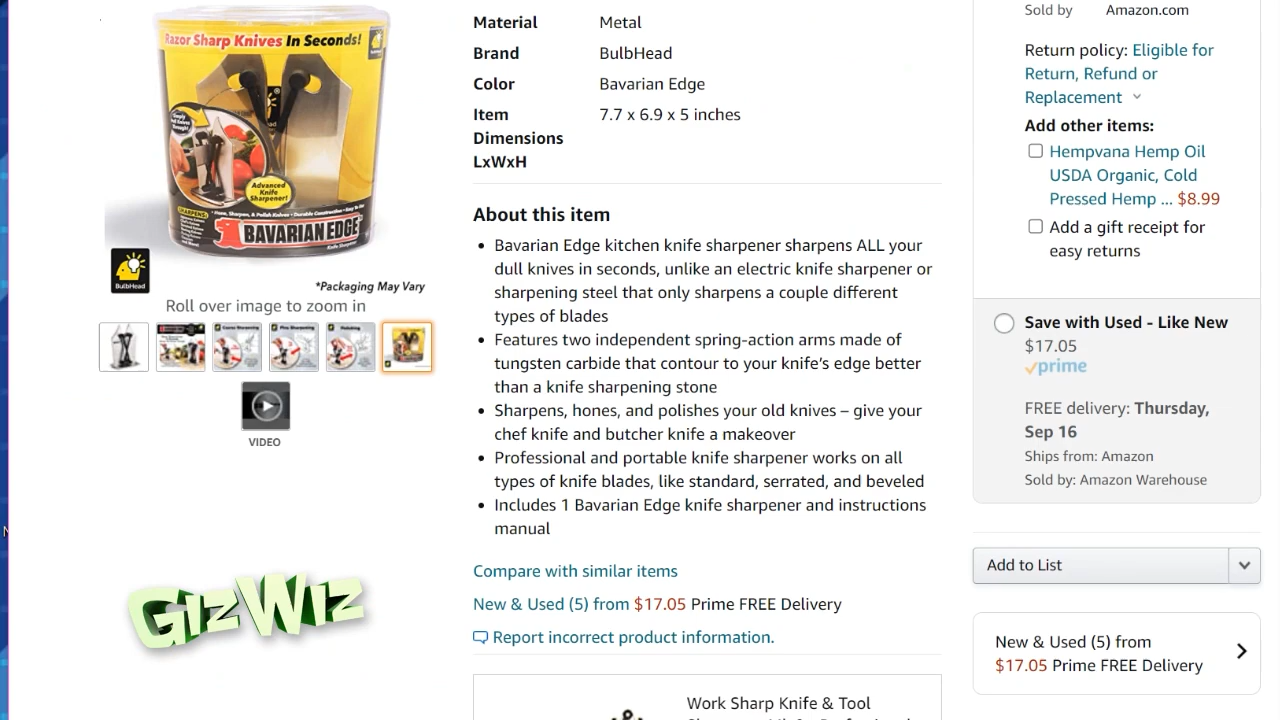 Razor Sharp Knives In Seconds!
Advanced
Knife
Sharpener!
BAVARIAN EDGE
Knife Sharpener
BulbHead
*Packaging May Vary
Roll over image to zoom in
VIDEO
GizWiz
Material Metal
Brand BulbHead
Color Bavarian Edge
Item 7.7 x 6.9 x 5 inches
Dimensions
LxWxH
About this item
• Bavarian Edge kitchen knife sharpener sharpens ALL your
dull knives in seconds, unlike an electric knife sharpener or
sharpening steel that only sharpens a couple different
types of blades
• Features two independent spring-action arms made of
tungsten carbide that contour to your knife’s edge better
than a knife sharpening stone
• Sharpens, hones, and polishes your old knives – give your
chef knife and butcher knife a makeover
• Professional and portable knife sharpener works on all
types of knife blades, like standard, serrated, and beveled
• Includes 1 Bavarian Edge knife sharpener and instructions
manual
Compare with similar items
New & Used (5) from $17.05 Prime FREE Delivery
Report incorrect product information.
Work Sharp Knife & Tool
Sold by Amazon.com
Return policy: Eligible for
Return, Refund or
Replacement
Add other items:
Hempvana Hemp Oil
USDA Organic, Cold
Pressed Hemp ... $8.99
Add a gift receipt for
easy returns
Save with Used - Like New
$17.05
prime
FREE delivery: Thursday,
Sep 16
Ships from: Amazon
Sold by: Amazon Warehouse
Add to List
New & Used (5) from
$17.05 Prime FREE Delivery